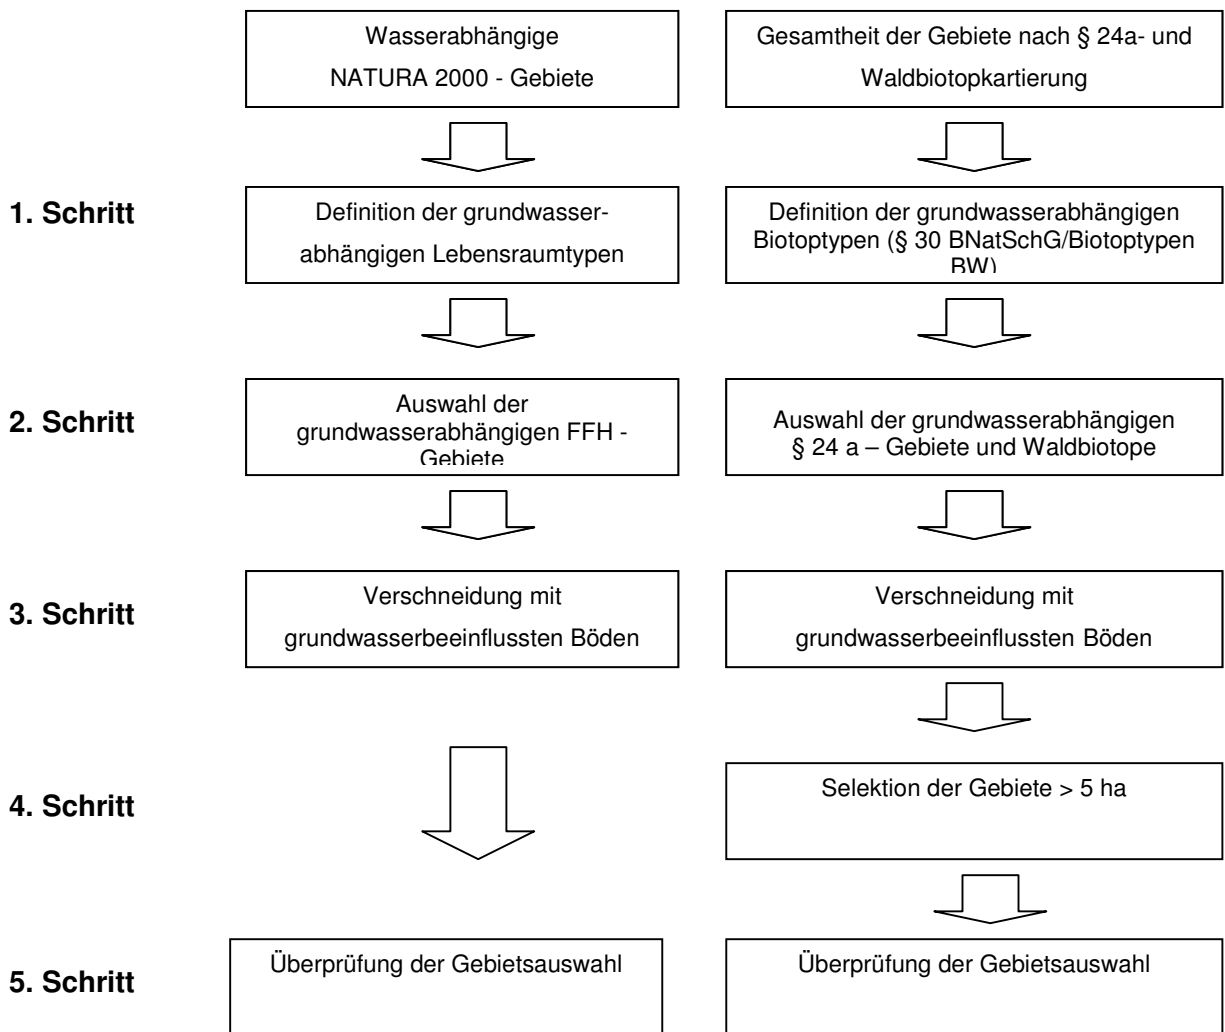 Wasserabhängige
NATURA 2000 - Gebiete
Gesamtheit der Gebiete nach § 24a- und
Waldbiotopkartierung
1. Schritt
Definition der grundwasser-
abhängigen Lebensraumtypen
Definition der grundwasserabhängigen
Biotoptypen (§ 30 BNatSchG/Biotoptypen
BW)
2. Schritt
Auswahl der
grundwasserabhängigen FFH -
Gebiete
Auswahl der grundwasserabhängigen
§ 24 a – Gebiete und Waldbiotope
3. Schritt
Verschneidung mit
grundwasserbeeinflussten Böden
Verschneidung mit
grundwasserbeeinflussten Böden
4. Schritt
Selektion der Gebiete > 5 ha
5. Schritt
Überprüfung der Gebietsauswahl
Überprüfung der Gebietsauswahl